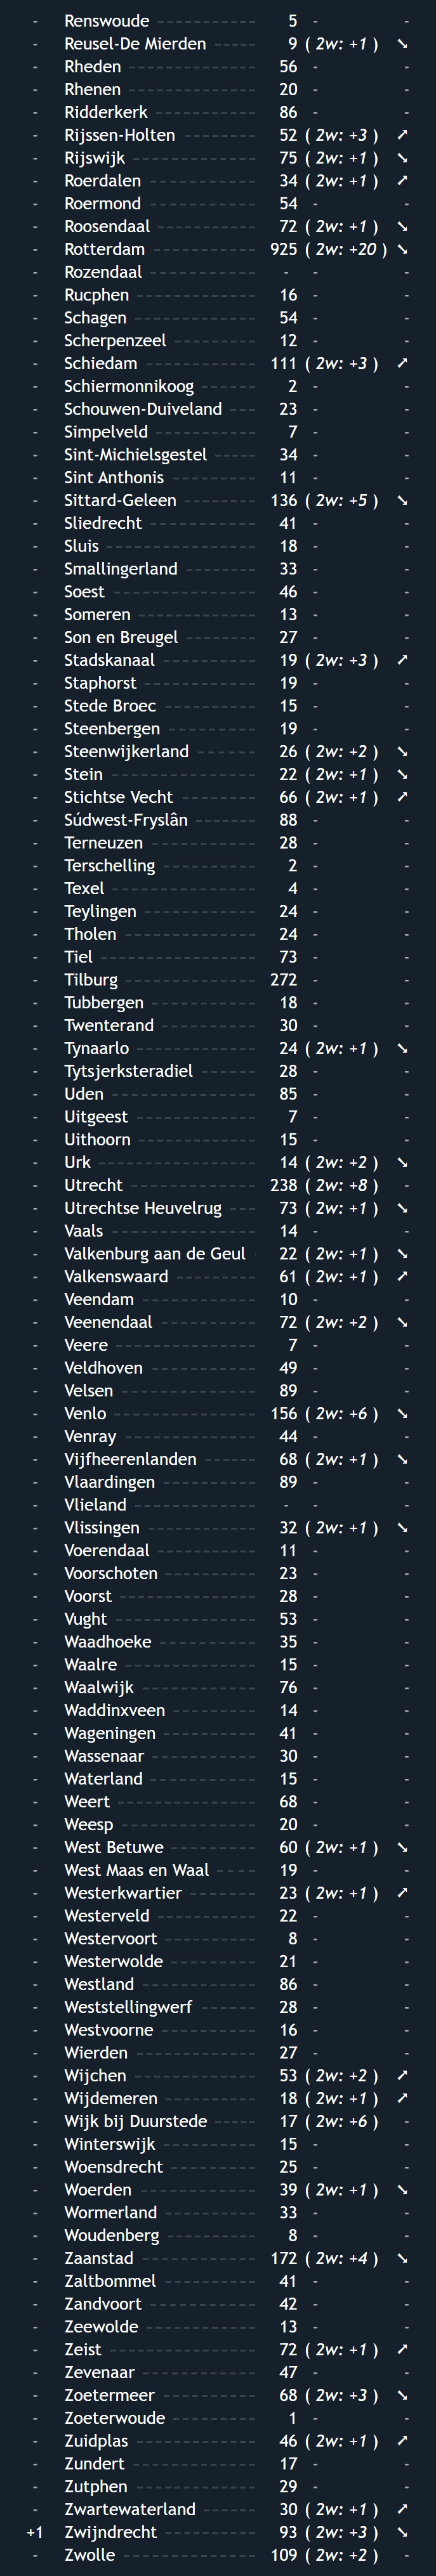 - Renswoude ------------- 5 - -
- Reusel-De Mierden ------- 9 ( 2w: +1 ) ➘
- Rheden ----------------- 56 - -
- Rhenen ----------------- 20 - -
- Ridderkerk -------------- 86 - -
- Rijssen-Holten ----------- 52 ( 2w: +3 ) ➚
- Rijswijk ---------------- 75 ( 2w: +1 ) ➘
- Roerdalen -------------- 34 ( 2w: +1 ) ➚
- Roermond -------------- 54 - -
- Roosendaal ------------- 72 ( 2w: +1 ) ➘
- Rotterdam -------------- 925 ( 2w: +20 ) ➘
- Rozendaal -------------- - - -
- Rucphen --------------- 16 - -
- Schagen ---------------- 54 - -
- Scherpenzeel ----------- 12 - -
- Schiedam --------------- 111 ( 2w: +3 ) ➚
- Schiermonnikoog ------- 2 - -
- Schouwen-Duiveland --- 23 - -
- Simpelveld ------------- 7 - -
- Sint-Michielsgestel ----- 34 - -
- Sint Anthonis ----------- 11 - -
- Sittard-Geleen ---------- 136 ( 2w: +5 ) ➘
- Sliedrecht -------------- 41 - -
- Sluis ------------------- 18 - -
- Smallingerland --------- 33 - -
- Soest ------------------ 46 - -
- Someren --------------- 13 - -
- Son en Breugel ---------- 27 - -
- Stadskanaal ------------ 19 ( 2w: +3 ) ➚
- Staphorst -------------- 19 - -
- Stede Broec ------------ 15 - -
- Steenbergen ------------ 19 - -
- Steenwijkerland -------- 26 ( 2w: +2 ) ➘
- Stein ------------------ 22 ( 2w: +1 ) ➘
- Stichtse Vecht ---------- 66 ( 2w: +1 ) ➚
- Súdwest-Fryslân -------- 88 - -
- Terneuzen -------------- 28 - -
- Terschelling ------------ 2 - -
- Texel ------------------ 4 - -
- Teylingen -------------- 24 - -
- Tholen ----------------- 24 - -
- Tiel -------------------- 73 - -
- Tilburg ----------------- 272 - -
- Tubbergen -------------- 18 - -
- Twenterand ------------ 30 - -
- Tynaarlo --------------- 24 ( 2w: +1 ) ➘
- Tytsjerksteradiel ------- 28 - -
- Uden ------------------ 85 - -
- Uitgeest --------------- 7 - -
- Uithoorn --------------- 15 - -
- Urk -------------------- 14 ( 2w: +2 ) ➘
- Utrecht ---------------- 238 ( 2w: +8 ) -
- Utrechtse Heuvelrug ---- 73 ( 2w: +1 ) ➘
- Vaals ------------------ 14 - -
- Valkenburg aan de Geul - 22 ( 2w: +1 ) ➘
- Valkenswaard ---------- 61 ( 2w: +1 ) ➚
- Veendam --------------- 10 - -
- Veenendaal ------------ 72 ( 2w: +2 ) ➘
- Veere ------------------ 7 - -
- Veldhoven ------------- 49 - -
- Velsen ----------------- 89 - -
- Venlo ------------------ 156 ( 2w: +6 ) ➘
- Venray ----------------- 44 - -
- Vijfheerenlanden ------- 68 ( 2w: +1 ) ➘
- Vlaardingen ------------ 89 - -
- Vlieland ---------------- - - -
- Vlissingen -------------- 32 ( 2w: +1 ) ➘
- Voerendaal ------------- 11 - -
- Voorschoten ------------ 23 - -
- Voorst ----------------- 28 - -
- Vught ------------------ 53 - -
- Waadhoeke ------------ 35 - -
- Waalre ----------------- 15 - -
- Waalwijk --------------- 76 - -
- Waddinxveen ----------- 14 - -
- Wageningen ------------ 41 - -
- Wassenaar ------------- 30 - -
- Waterland -------------- 15 - -
- Weert ------------------ 68 - -
- Weesp ------------------ 20 - -
- West Betuwe ----------- 60 ( 2w: +1 ) ➘
- West Maas en Waal ---- 19 - -
- Westerkwartier --------- 23 ( 2w: +1 ) ➚
- Westerveld ------------- 22 - -
- Westervoort ------------ 8 - -
- Westerwolde ----------- 21 - -
- Westland --------------- 86 - -
- Weststellingwerf ------- 28 - -
- Westvoorne ------------ 16 - -
- Wierden --------------- 27 - -
- Wijchen --------------- 53 ( 2w: +2 ) ➚
- Wijdemeren ------------ 18 ( 2w: +1 ) ➚
- Wijk bij Duurstede ----- 17 ( 2w: +6 ) -
- Winterswijk ------------ 15 - -
- Woensdrecht ----------- 25 - -
- Woerden --------------- 39 ( 2w: +1 ) ➘
- Wormerland ------------ 33 - -
- Woudenberg ----------- 8 - -
- Zaanstad --------------- 172 ( 2w: +4 ) ➘
- Zaltbommel ------------ 41 - -
- Zandvoort -------------- 42 - -
- Zeewolde -------------- 13 - -
- Zeist ------------------- 72 ( 2w: +1 ) ➚
- Zevenaar --------------- 47 - -
- Zoetermeer ------------ 68 ( 2w: +3 ) ➘
- Zoeterwoude ----------- 1 - -
- Zuidplas --------------- 46 ( 2w: +1 ) ➚
- Zundert ---------------- 17 - -
- Zutphen --------------- 29 - -
- Zwartewaterland ------- 30 ( 2w: +1 ) ➚
+1 Zwijndrecht ------------ 93 ( 2w: +3 ) ➘
- Zwolle ----------------- 109 ( 2w: +2 ) -